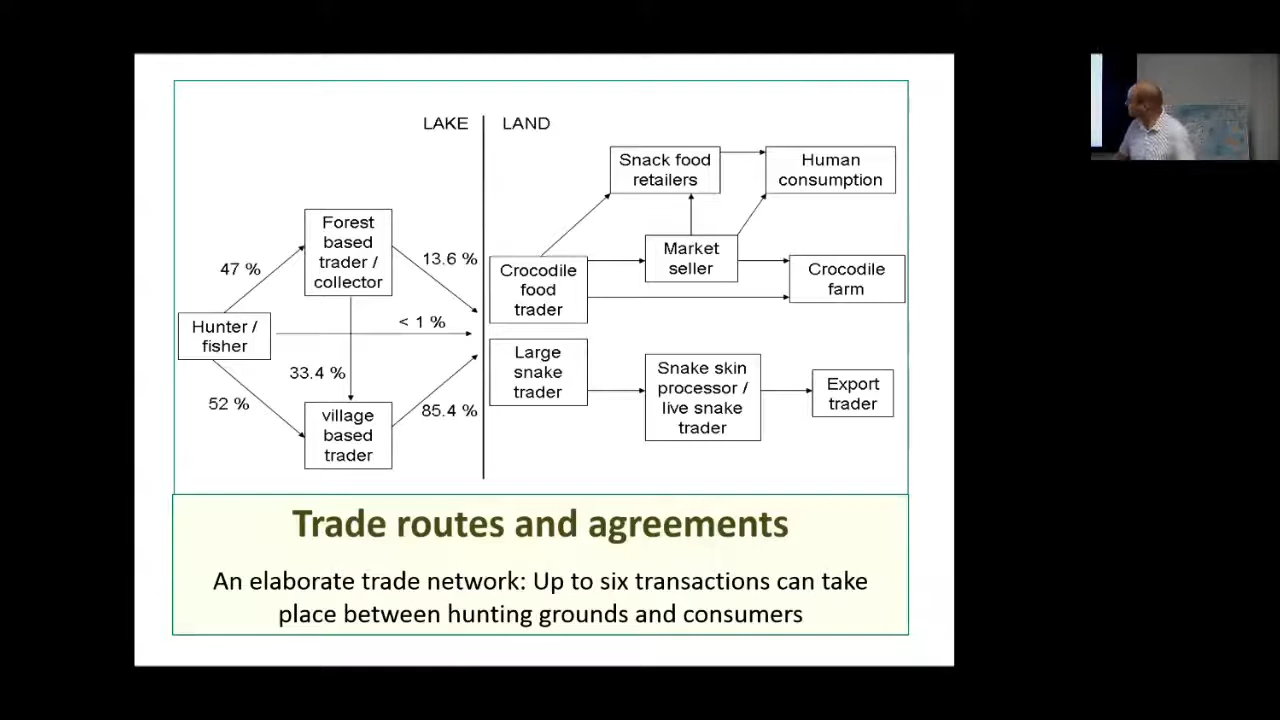 LAKE
LAND
Snack food
retailers
Human
consumption
Forest
based
trader /
collector
13.6 %
47 %
Market
seller
Crocodile
food
trader
Crocodile
farm
Hunter /
fisher
< 1 %
33.4 %
Large
snake
trader
Snake skin
processor /
live snake
trader
Export
trader
52 %
85.4 %
village
based
trader
Trade routes and agreements
An elaborate trade network: Up to six transactions can take
place between hunting grounds and consumers